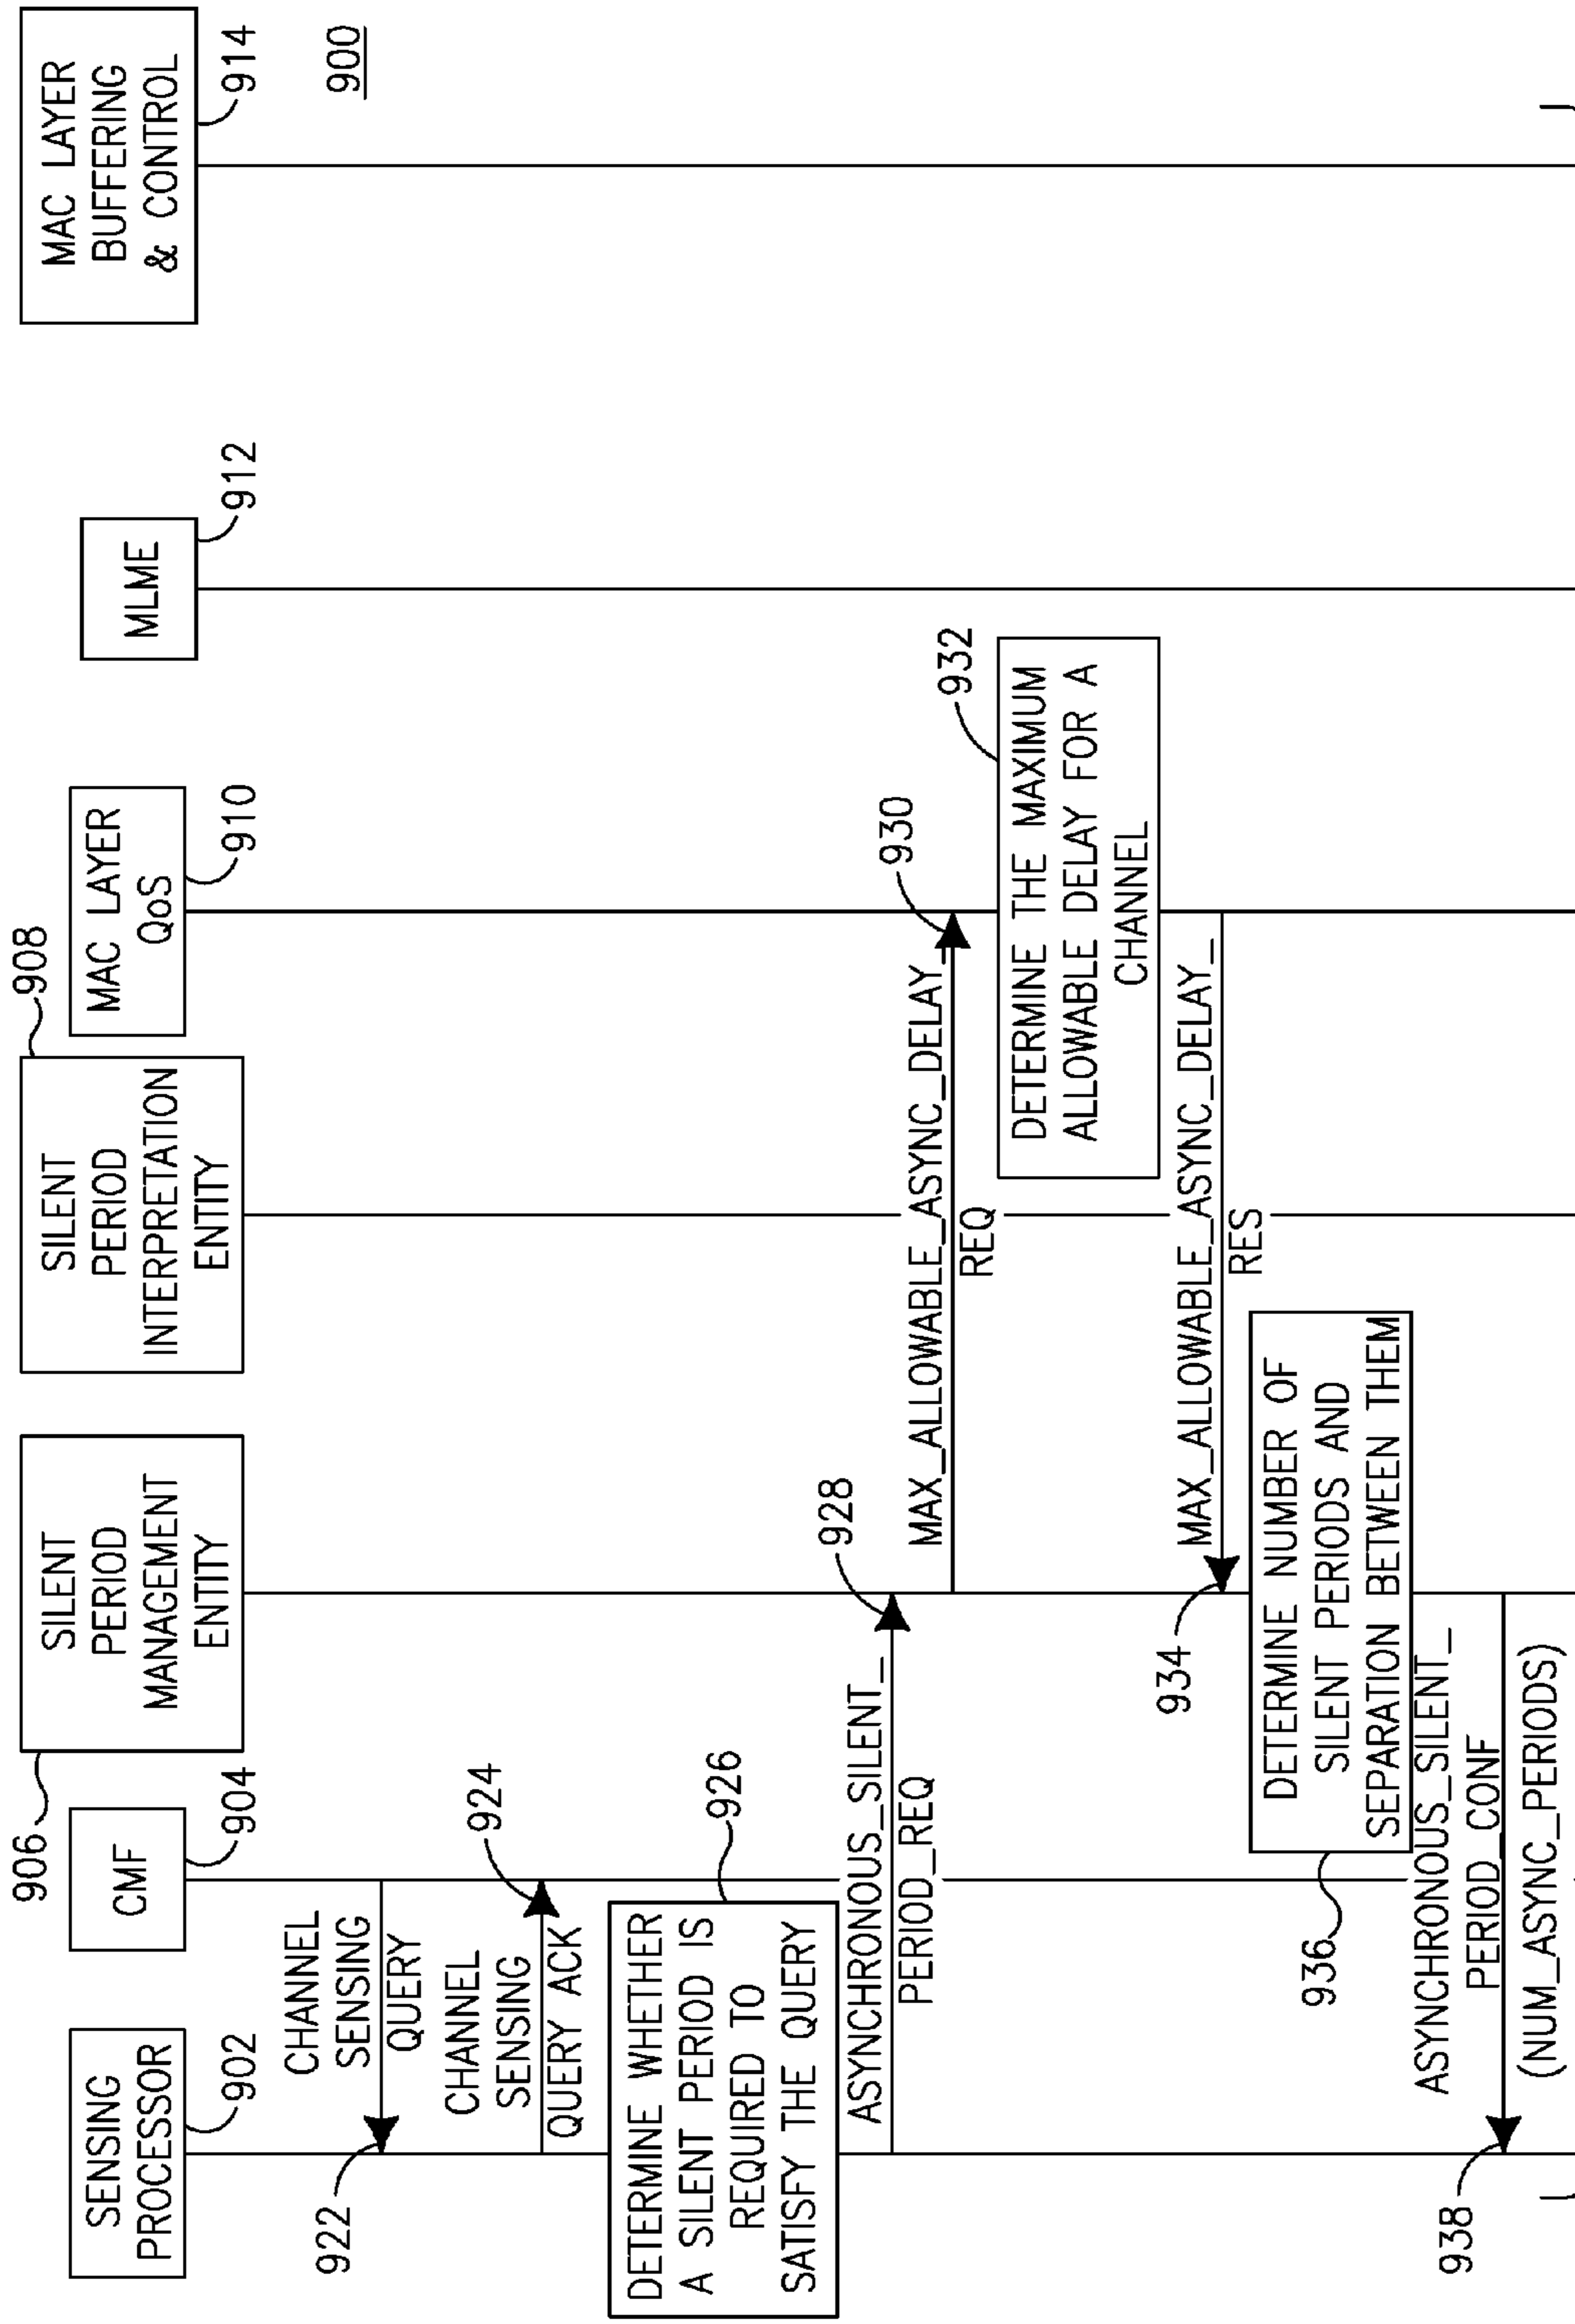 SENSING
PROCESSOR
902
CMF
904
SILENT
PERIOD
MANAGEMENT
ENTITY
906
SILENT
PERIOD
INTERPRETATION
ENTITY
908
MAC LAYER
QoS
910
MLME
912
MAC LAYER
BUFFERING
& CONTROL
914
900
CHANNEL
SENSING
QUERY
922
CHANNEL
SENSING
QUERY ACK
924
DETERMINE WHETHER
A SILENT PERIOD IS
REQUIRED TO
SATISFY THE QUERY
926
ASYNCHRONOUS_SILENT_
PERIOD_REQ
928
MAX_ALLOWABLE_ASYNC_DELAY_
REQ
930
DETERMINE THE MAXIMUM
ALLOWABLE DELAY FOR A
CHANNEL
932
MAX_ALLOWABLE_ASYNC_DELAY_
RES
934
DETERMINE NUMBER OF
SILENT PERIODS AND
SEPARATION BETWEEN THEM
936
ASYNCHRONOUS_SILENT_
PERIOD_CONF
(NUM_ASYNC_PERIODS)
938